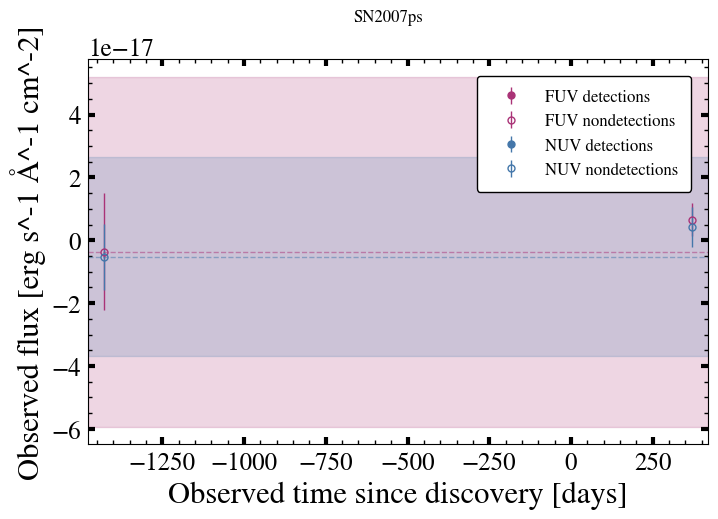 SN2007ps
1e−17
FUV detections
FUV nondetections
NUV detections
NUV nondetections
4
2
0
−2
−4
−6
Observed flux [erg s^-1 Å^-1 cm^-2]
−1250 −1000 −750 −500 −250 0 250
Observed time since discovery [days]